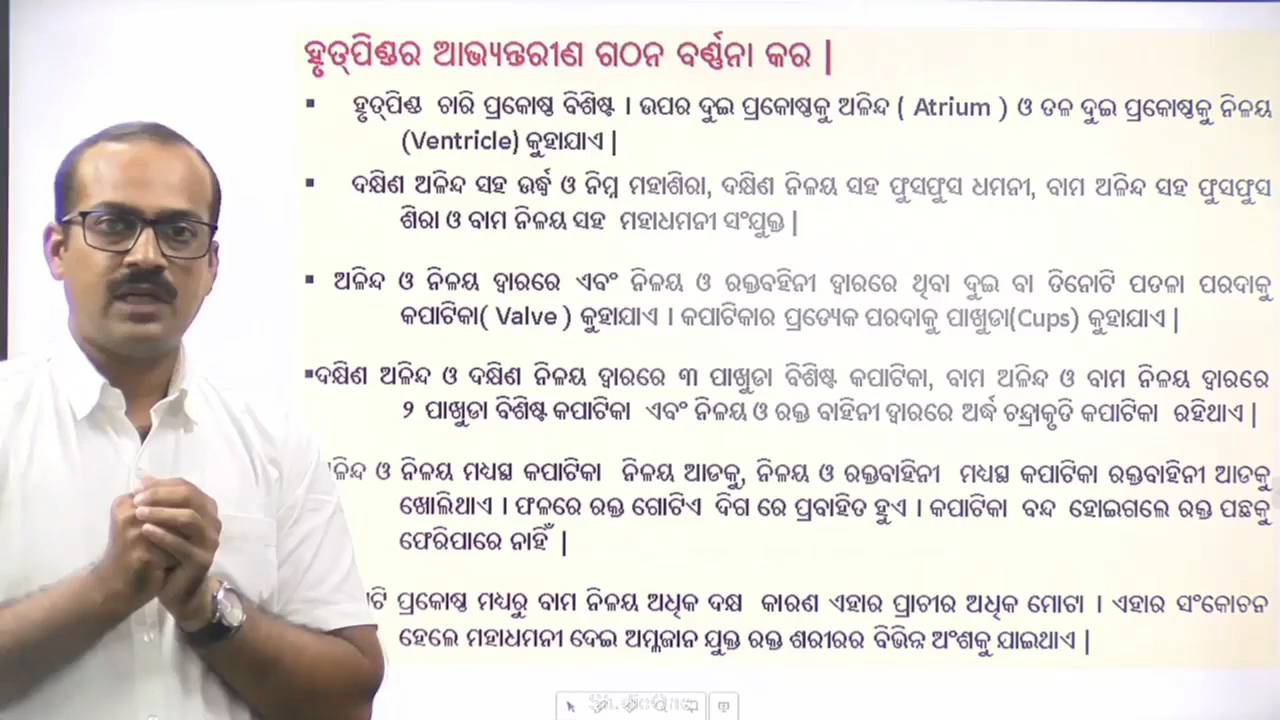 ହୃତ୍‌ପିଣ୍ଡର ଆଭ୍ୟନ୍ତରୀଣ ଗଠନ ବର୍ଣ୍ଣନା କର |
▪ ହୃତ୍‌ପିଣ୍ଡ ଚାରି ପ୍ରକୋଷ୍ଠ ବିଶିଷ୍ଟ । ଉପର ଦୁଇ ପ୍ରକୋଷ୍ଠକୁ ଅଳିନ୍ଦ ( Atrium ) ଓ ତଳ ଦୁଇ ପ୍ରକୋଷ୍ଠକୁ ନିଳୟ
(Ventricle) କୁହାଯାଏ |
▪ ଦକ୍ଷିଣ ଅଳିନ୍ଦ ସହ ଉର୍ଦ୍ଧ୍ୱ ଓ ନିମ୍ନ ମହାଶିରା, ଦକ୍ଷିଣ ନିଳୟ ସହ ଫୁସଫୁସ ଧମନୀ, ବାମ ଅଳିନ୍ଦ ସହ ଫୁସଫୁସ
ଶିରା ଓ ବାମ ନିଳୟ ସହ ମହାଧମନୀ ସଂଯୁକ୍ତ |
▪ ଅଳିନ୍ଦ ଓ ନିଳୟ ଦ୍ୱାରରେ ଏବଂ ନିଳୟ ଓ ରକ୍ତବହିନୀ ଦ୍ୱାରରେ ଥିବା ଦୁଇ ବା ତିନୋଟି ପତଳା ପରଦାକୁ
କପାଟିକା( Valve ) କୁହାଯାଏ । କପାଟିକାର ପ୍ରତ୍ୟେକ ପରଦାକୁ ପାଖୁଡା(Cups) କୁହାଯାଏ |
▪ଦକ୍ଷିଣ ଅଳିନ୍ଦ ଓ ଦକ୍ଷିଣ ନିଳୟ ଦ୍ୱାରରେ ୩ ପାଖୁଡା ବିଶିଷ୍ଟ କପାଟିକା, ବାମ ଅଳିନ୍ଦ ଓ ବାମ ନିଳୟ ଦ୍ୱାରରେ
୨ ପାଖୁଡା ବିଶିଷ୍ଟ କପାଟିକା ଏବଂ ନିଳୟ ଓ ରକ୍ତ ବାହିନୀ ଦ୍ୱାରରେ ଅର୍ଦ୍ଧ ଚନ୍ଦ୍ରାକୃତି କପାଟିକା ରହିଥାଏ |
ଓ ନିଳୟ ମଧ୍ୟସ୍ଥ କପାଟିକା ନିଳୟ ଆଡକୁ, ନିଳୟ ଓ ରକ୍ତବାହିନୀ ମଧ୍ୟସ୍ଥ କପାଟିକା ରକ୍ତବାହିନୀ ଆଡକୁ
ଖୋଲିଥାଏ । ଫଳରେ ରକ୍ତ ଗୋଟିଏ ଦିଗ ରେ ପ୍ରବାହିତ ହୁଏ । କପାଟିକା ବନ୍ଦ ହୋଇଗଲେ ରକ୍ତ ପଛକୁ
ଫେରିପାରେ ନାହିଁ |
ପ୍ରକୋଷ୍ଠ ମଧ୍ୟରୁ ବାମ ନିଳୟ ଅଧିକ ଦକ୍ଷ କାରଣ ଏହାର ପ୍ରାଚୀର ଅଧିକ ମୋଟା । ଏହାର ସଂକୋଚନ
ହେଲେ ମହାଧମନୀ ଦେଇ ଅମ୍ଳଜାନ ଯୁକ୍ତ ରକ୍ତ ଶରୀରର ବିଭିନ୍ନ ଅଂଶକୁ ଯାଇଥାଏ |